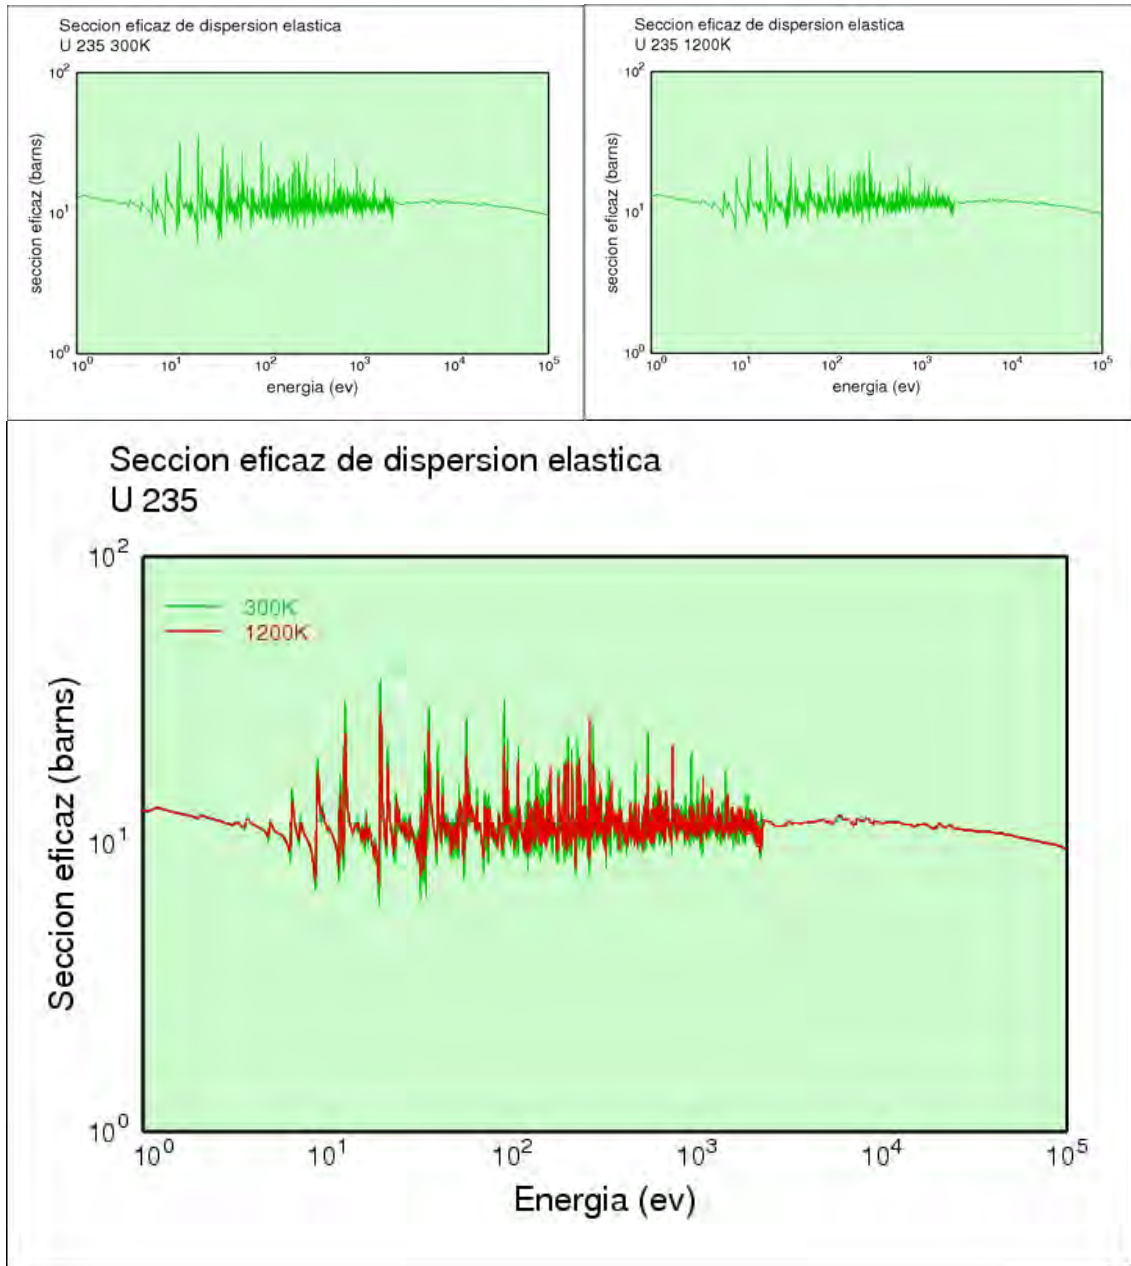 Seccion eficaz de dispersion elastica
U 235 300K
10²
10¹
10⁰
seccion eficaz (barns)
10⁰ 10¹ 10² 10³ 10⁴ 10⁵
energia (ev)
Seccion eficaz de dispersion elastica
U 235 1200K
10²
10¹
10⁰
seccion eficaz (barns)
10⁰ 10¹ 10² 10³ 10⁴ 10⁵
energia (ev)
Seccion eficaz de dispersion elastica
U 235
10²
10¹
10⁰
Seccion eficaz (barns)
300K
1200K
10⁰ 10¹ 10² 10³ 10⁴ 10⁵
Energia (ev)